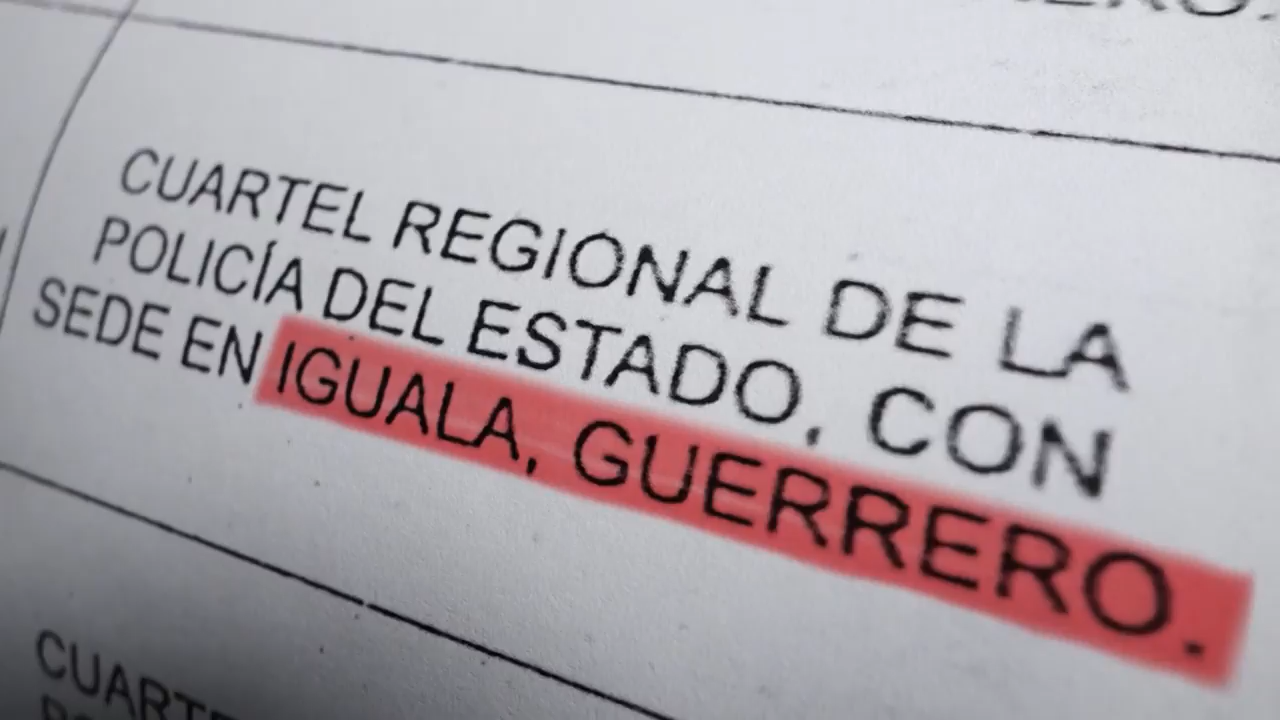 CUARTEL REGIONAL DE LA
POLICÍA DEL ESTADO, CON
SEDE EN IGUALA, GUERRERO.